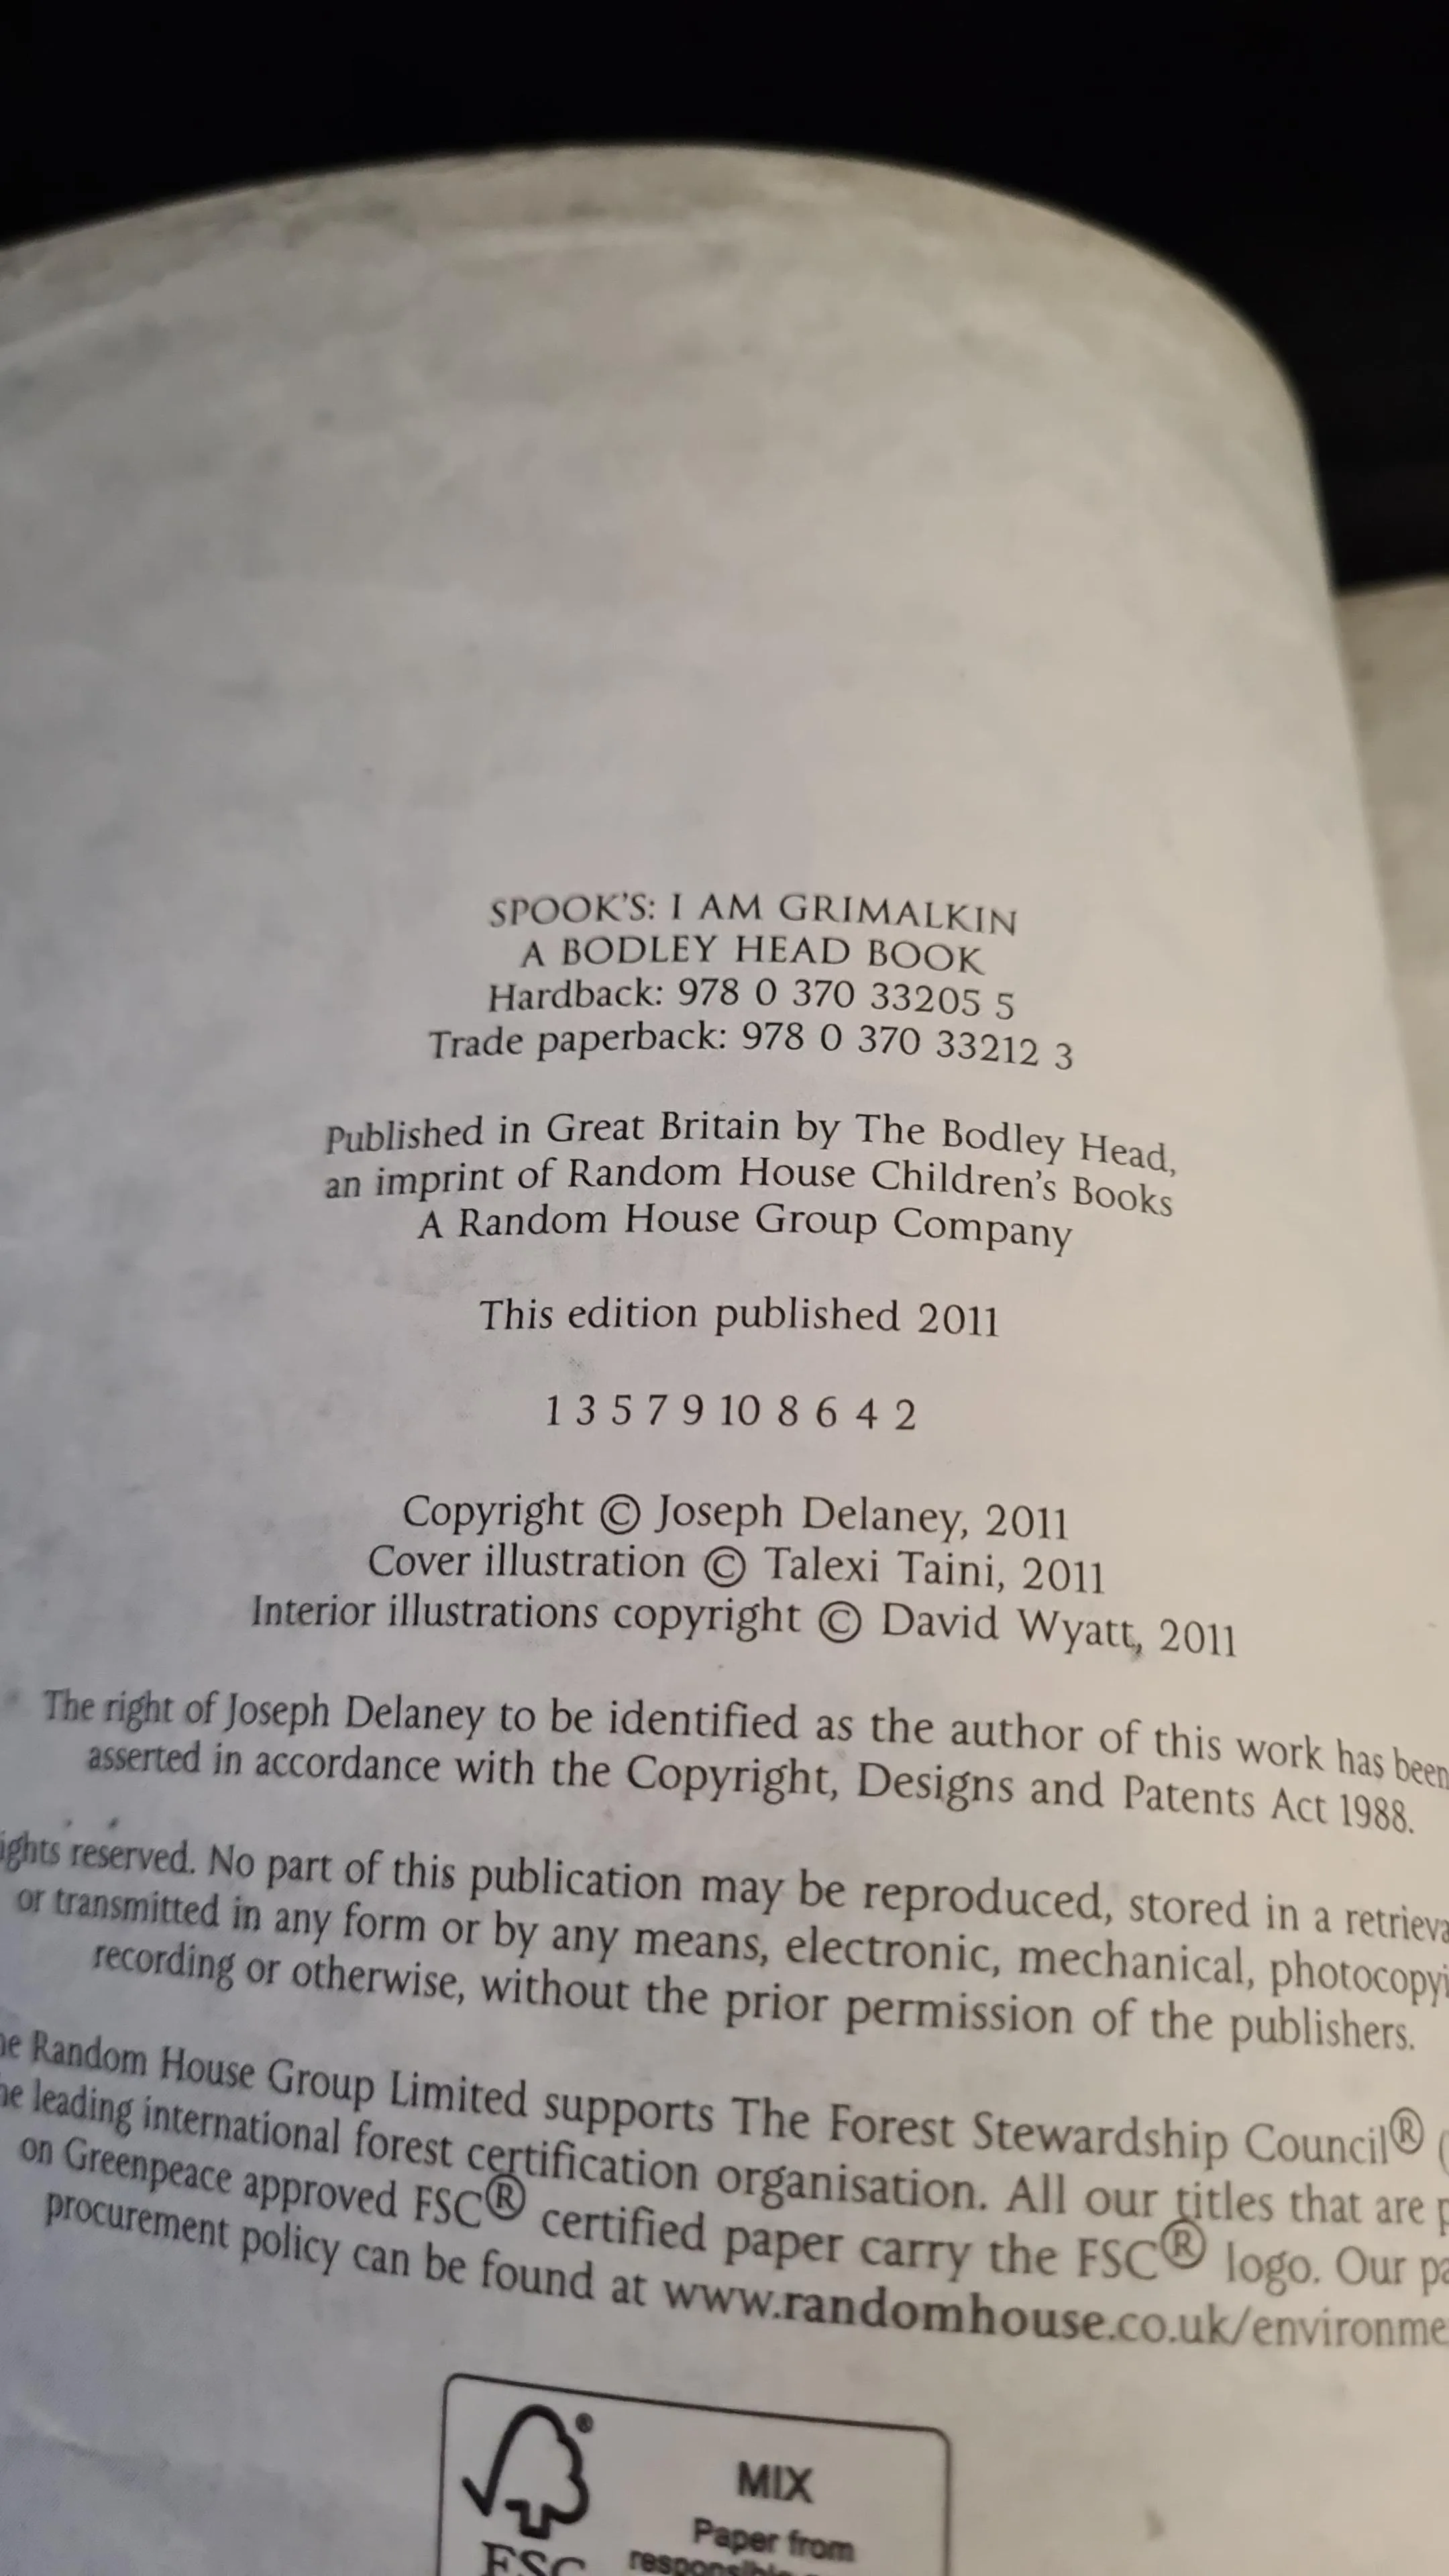 SPOOK'S: I AM GRIMALKIN
A BODLEY HEAD BOOK
Hardback: 978 0 370 33205 5
Trade paperback: 978 0 370 33212 3
Published in Great Britain by The Bodley Head,
an imprint of Random House Children's Books
A Random House Group Company
This edition published 2011
1 3 5 7 9 10 8 6 4 2
Copyright © Joseph Delaney, 2011
Cover illustration © Talexi Taini, 2011
Interior illustrations copyright © David Wyatt, 2011
The right of Joseph Delaney to be identified as the author of this work has been
asserted in accordance with the Copyright, Designs and Patents Act 1988.
reserved. No part of this publication may be reproduced, stored in a
or transmitted in any form or by any means, electronic, mechanical,
recording or otherwise, without the prior permission of the publishers.
Random House Group Limited supports The Forest Stewardship Council®
leading international forest certification organisation. All our titles that are
on Greenpeace approved FSC® certified paper carry the FSC® logo. Our
procurement policy can be found at www.randomhouse.co.uk/environme
MIX
Paper from
FSC